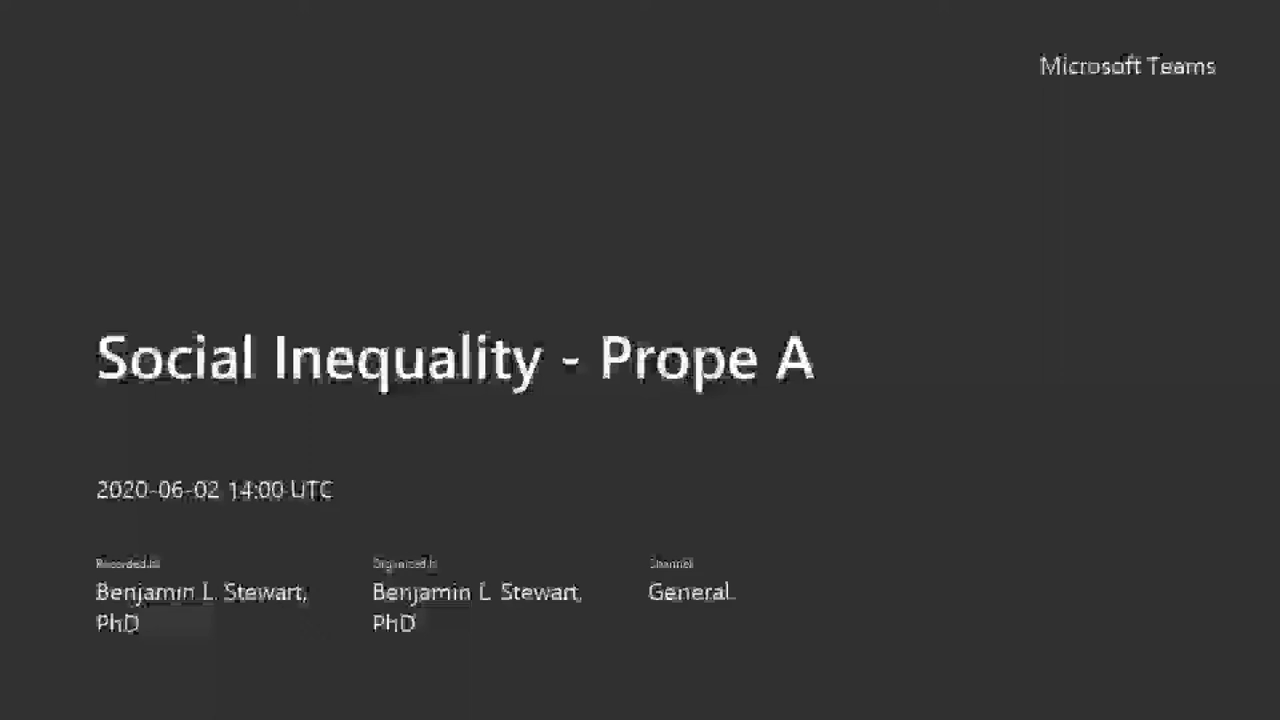 Microsoft Teams
Social Inequality - Prope A
2020-06-02 14:00 UTC
Recorded by
Organized by
Channel
Benjamin L. Stewart,
PhD
Benjamin L. Stewart,
PhD
General